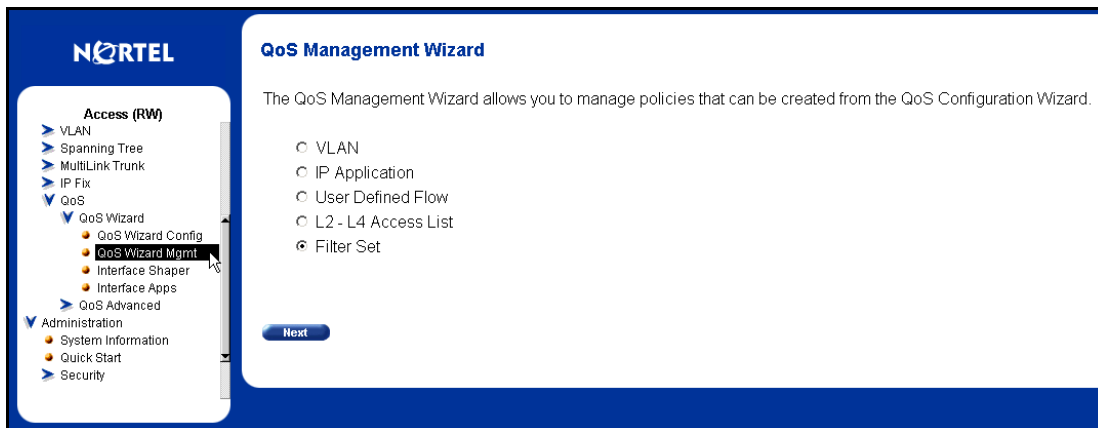 NORTEL
Access (RW)
VLAN
Spanning Tree
MultiLink Trunk
IP Fix
QoS
QoS Wizard
QoS Wizard Config
QoS Wizard Mgmt
Interface Shaper
Interface Apps
QoS Advanced
Administration
System Information
Quick Start
Security
QoS Management Wizard
The QoS Management Wizard allows you to manage policies that can be created from the QoS Configuration Wizard.
VLAN
IP Application
User Defined Flow
L2 - L4 Access List
Filter Set
Next